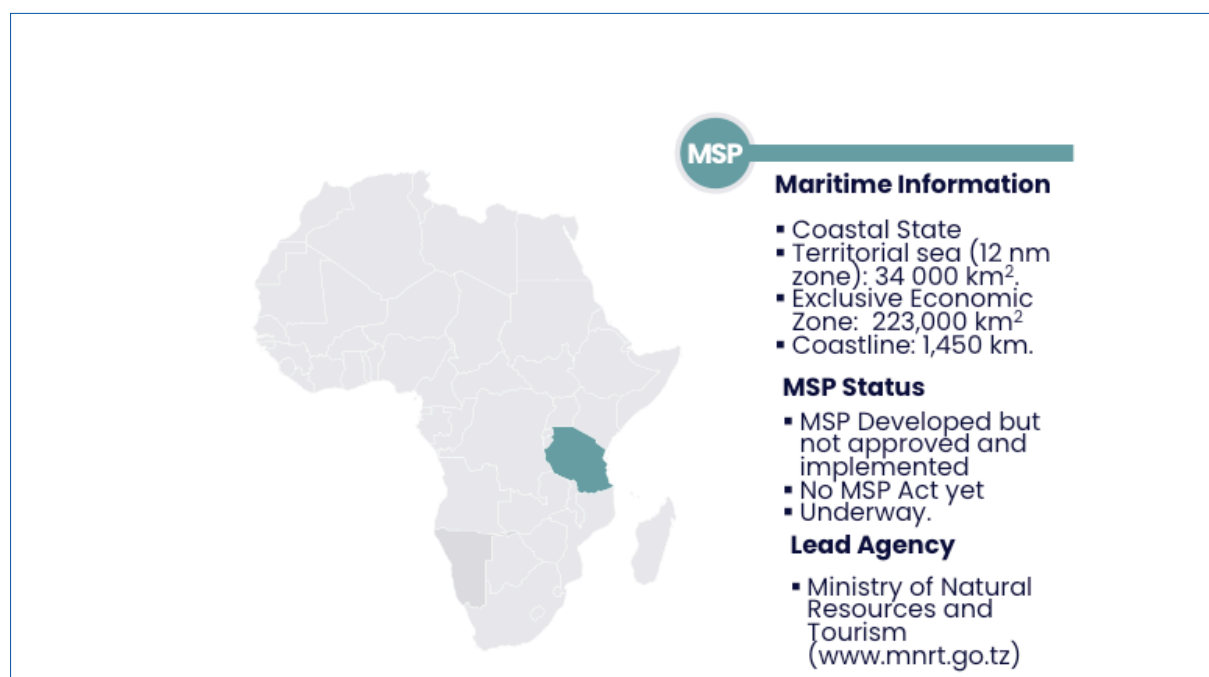 MSP
Maritime Information
▪ Coastal State
▪ Territorial sea (12 nm
zone): 34 000 km².
▪ Exclusive Economic
Zone:  223,000 km²
▪ Coastline: 1,450 km.
MSP Status
▪ MSP Developed but
not approved and
implemented
▪ No MSP Act yet
▪ Underway.
Lead Agency
▪ Ministry of Natural
Resources and
Tourism
(www.mnrt.go.tz)